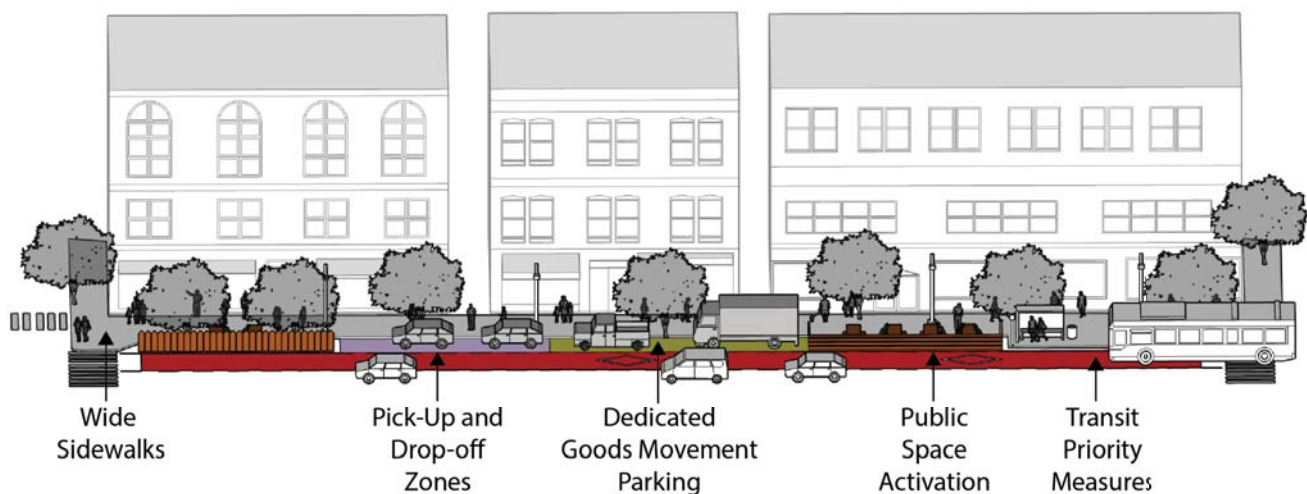 Wide
Sidewalks
Pick-Up and
Drop-off
Zones
Dedicated
Goods Movement
Parking
Public
Space
Activation
Transit
Priority
Measures